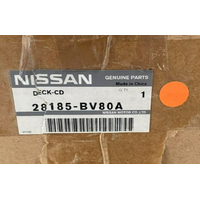 NISSAN
GENUINE PARTS
Made in China
DECK-CD
1
28185-BV80A
NISSAN MOTOR CO.,LTD